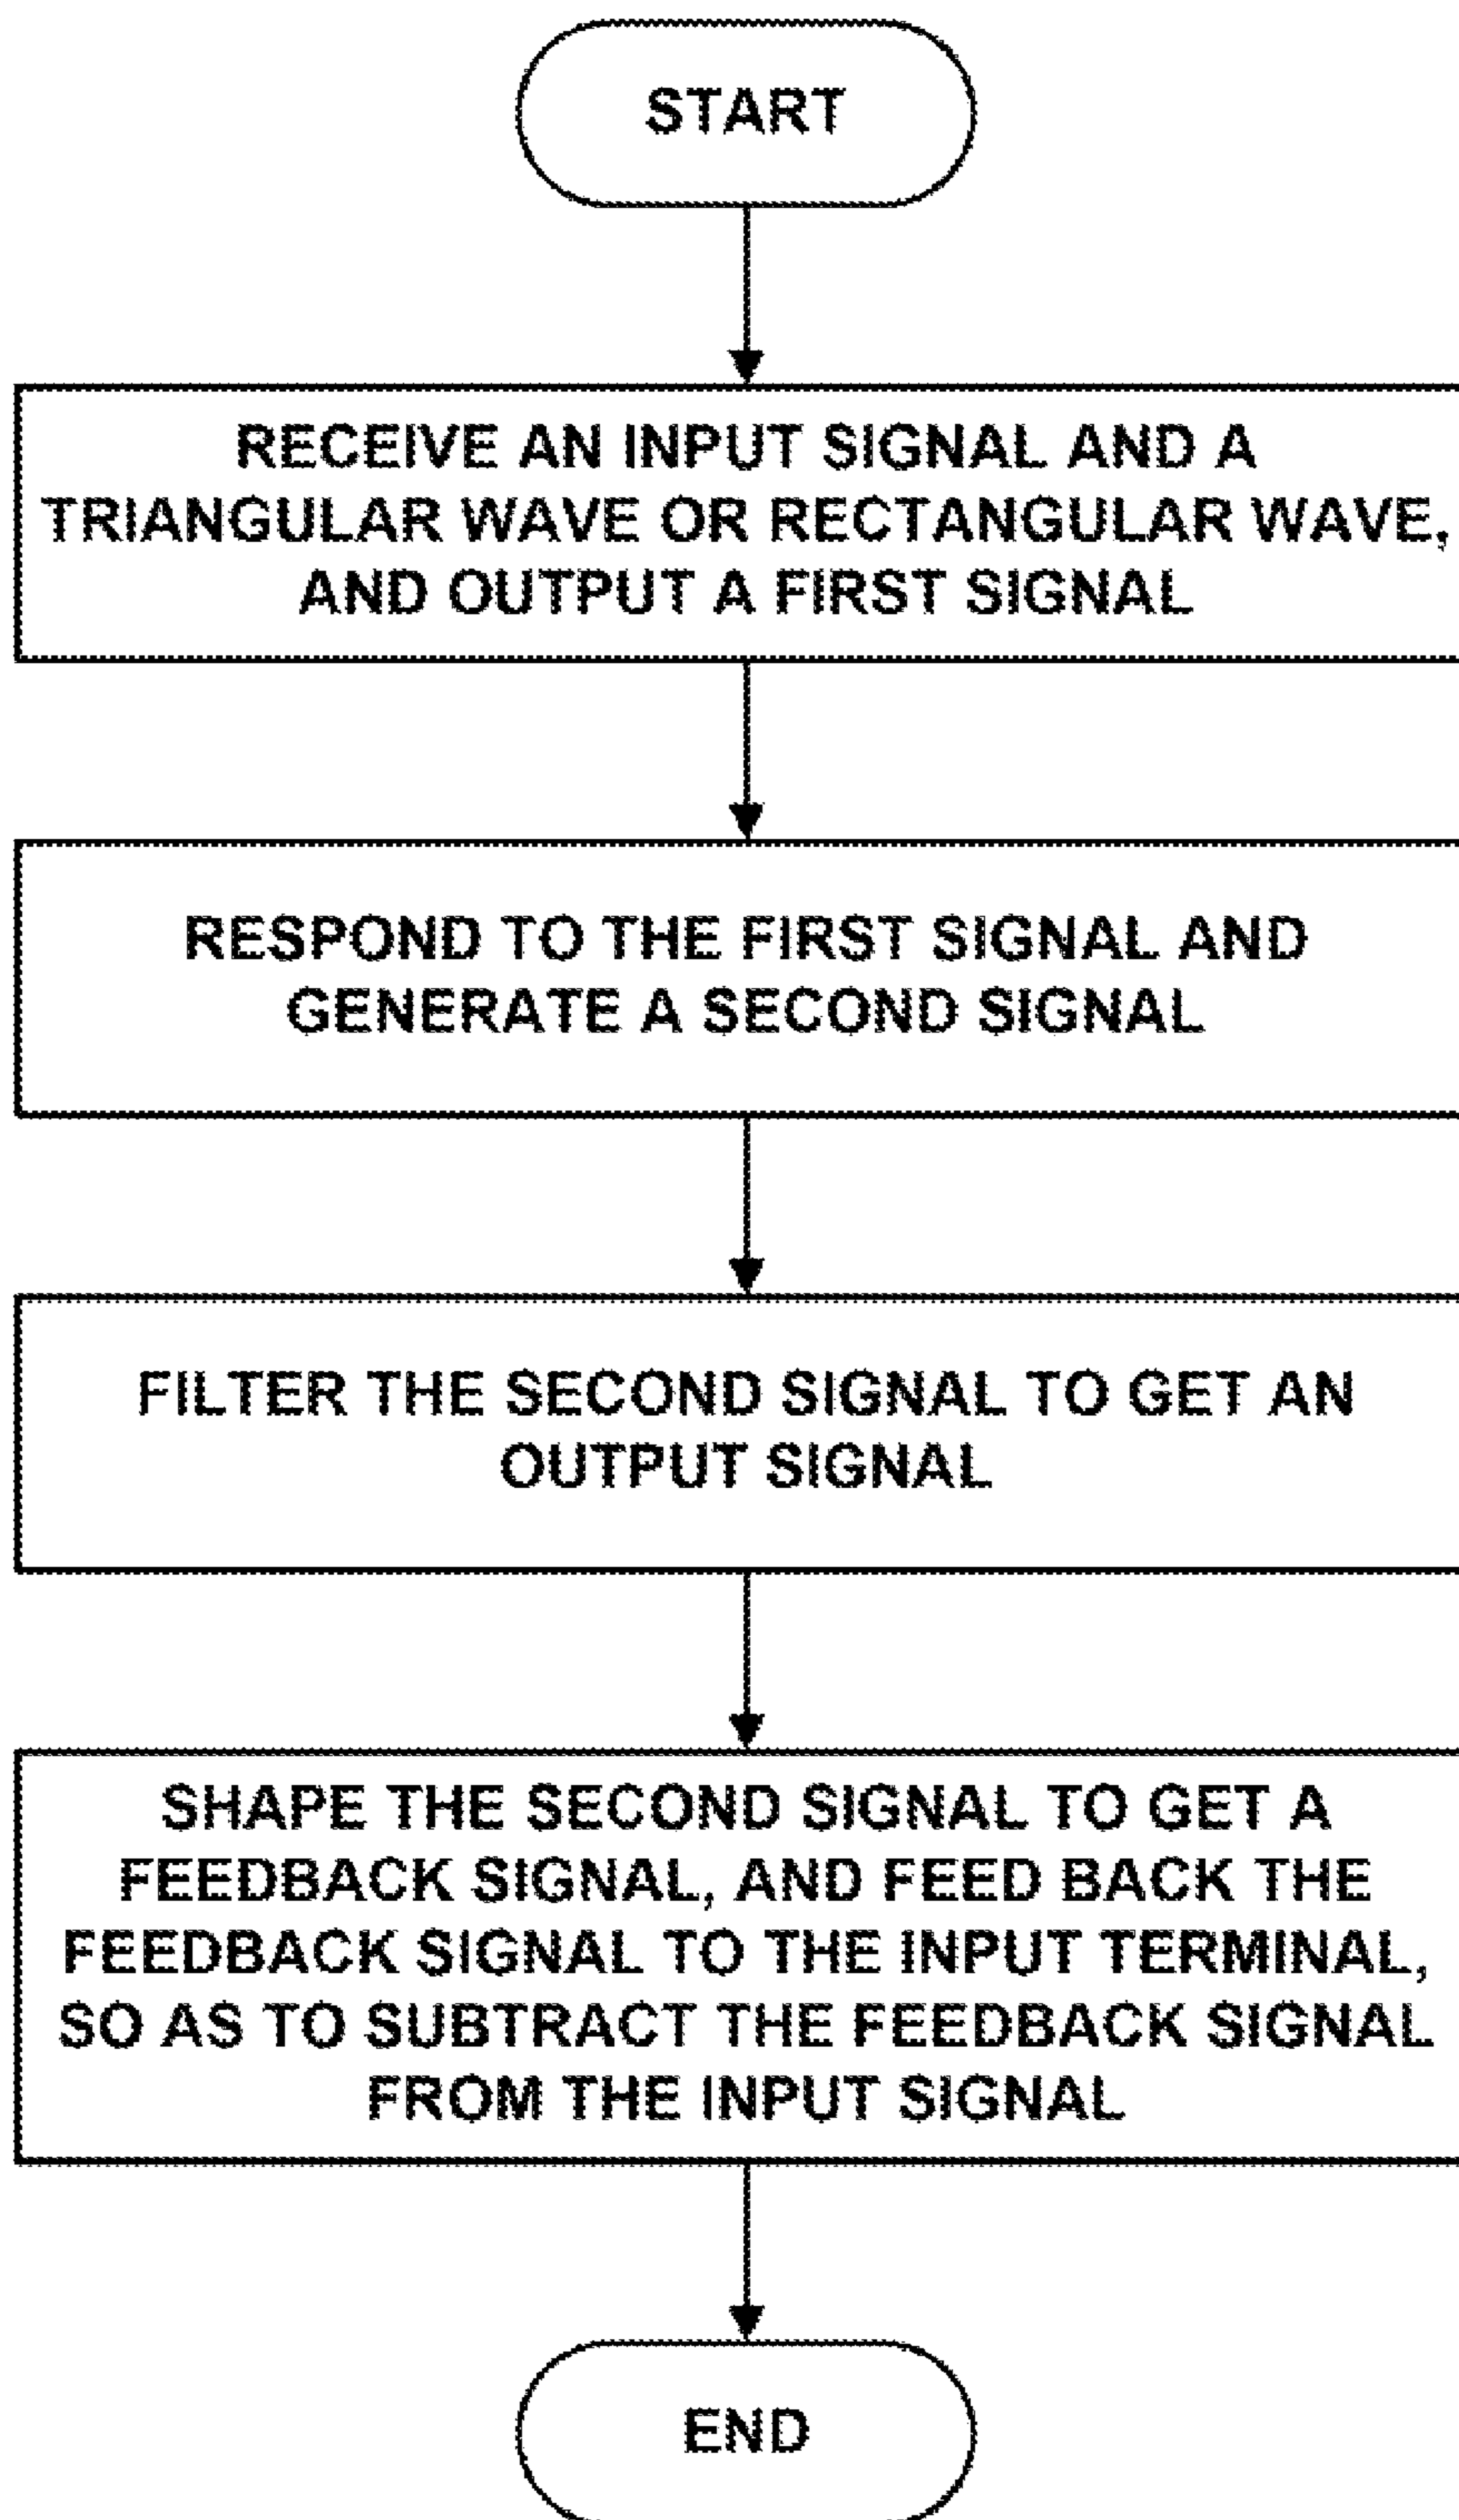 START
RECEIVE AN INPUT SIGNAL AND A
TRIANGULAR WAVE OR RECTANGULAR WAVE,
AND OUTPUT A FIRST SIGNAL
RESPOND TO THE FIRST SIGNAL AND
GENERATE A SECOND SIGNAL
FILTER THE SECOND SIGNAL TO GET AN
OUTPUT SIGNAL
SHAPE THE SECOND SIGNAL TO GET A
FEEDBACK SIGNAL, AND FEED BACK THE
FEEDBACK SIGNAL TO THE INPUT TERMINAL,
SO AS TO SUBTRACT THE FEEDBACK SIGNAL
FROM THE INPUT SIGNAL
END